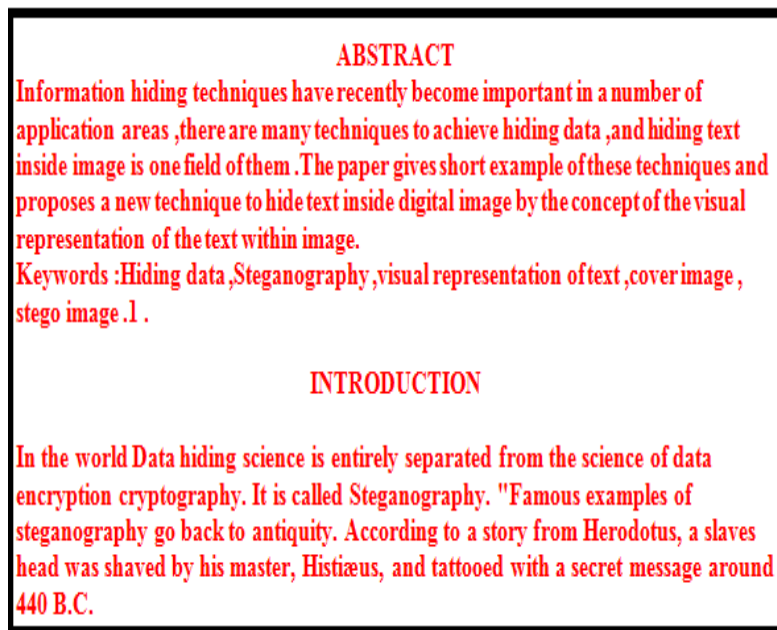 ABSTRACT
Information hiding techniques have recently become important in a number of
application areas ,there are many techniques to achieve hiding data ,and hiding text
inside image is one field of them .The paper gives short example of these techniques and
proposes a new technique to hide text inside digital image by the concept of the visual
representation of the text within image.
Keywords :Hiding data ,Steganography ,visual representation of text ,cover image ,
stego image .1 .
INTRODUCTION
In the world Data hiding science is entirely separated from the science of data
encryption cryptography. It is called Steganography. "Famous examples of
steganography go back to antiquity. According to a story from Herodotus, a slaves
head was shaved by his master, Histiæus, and tattooed with a secret message around
440 B.C.